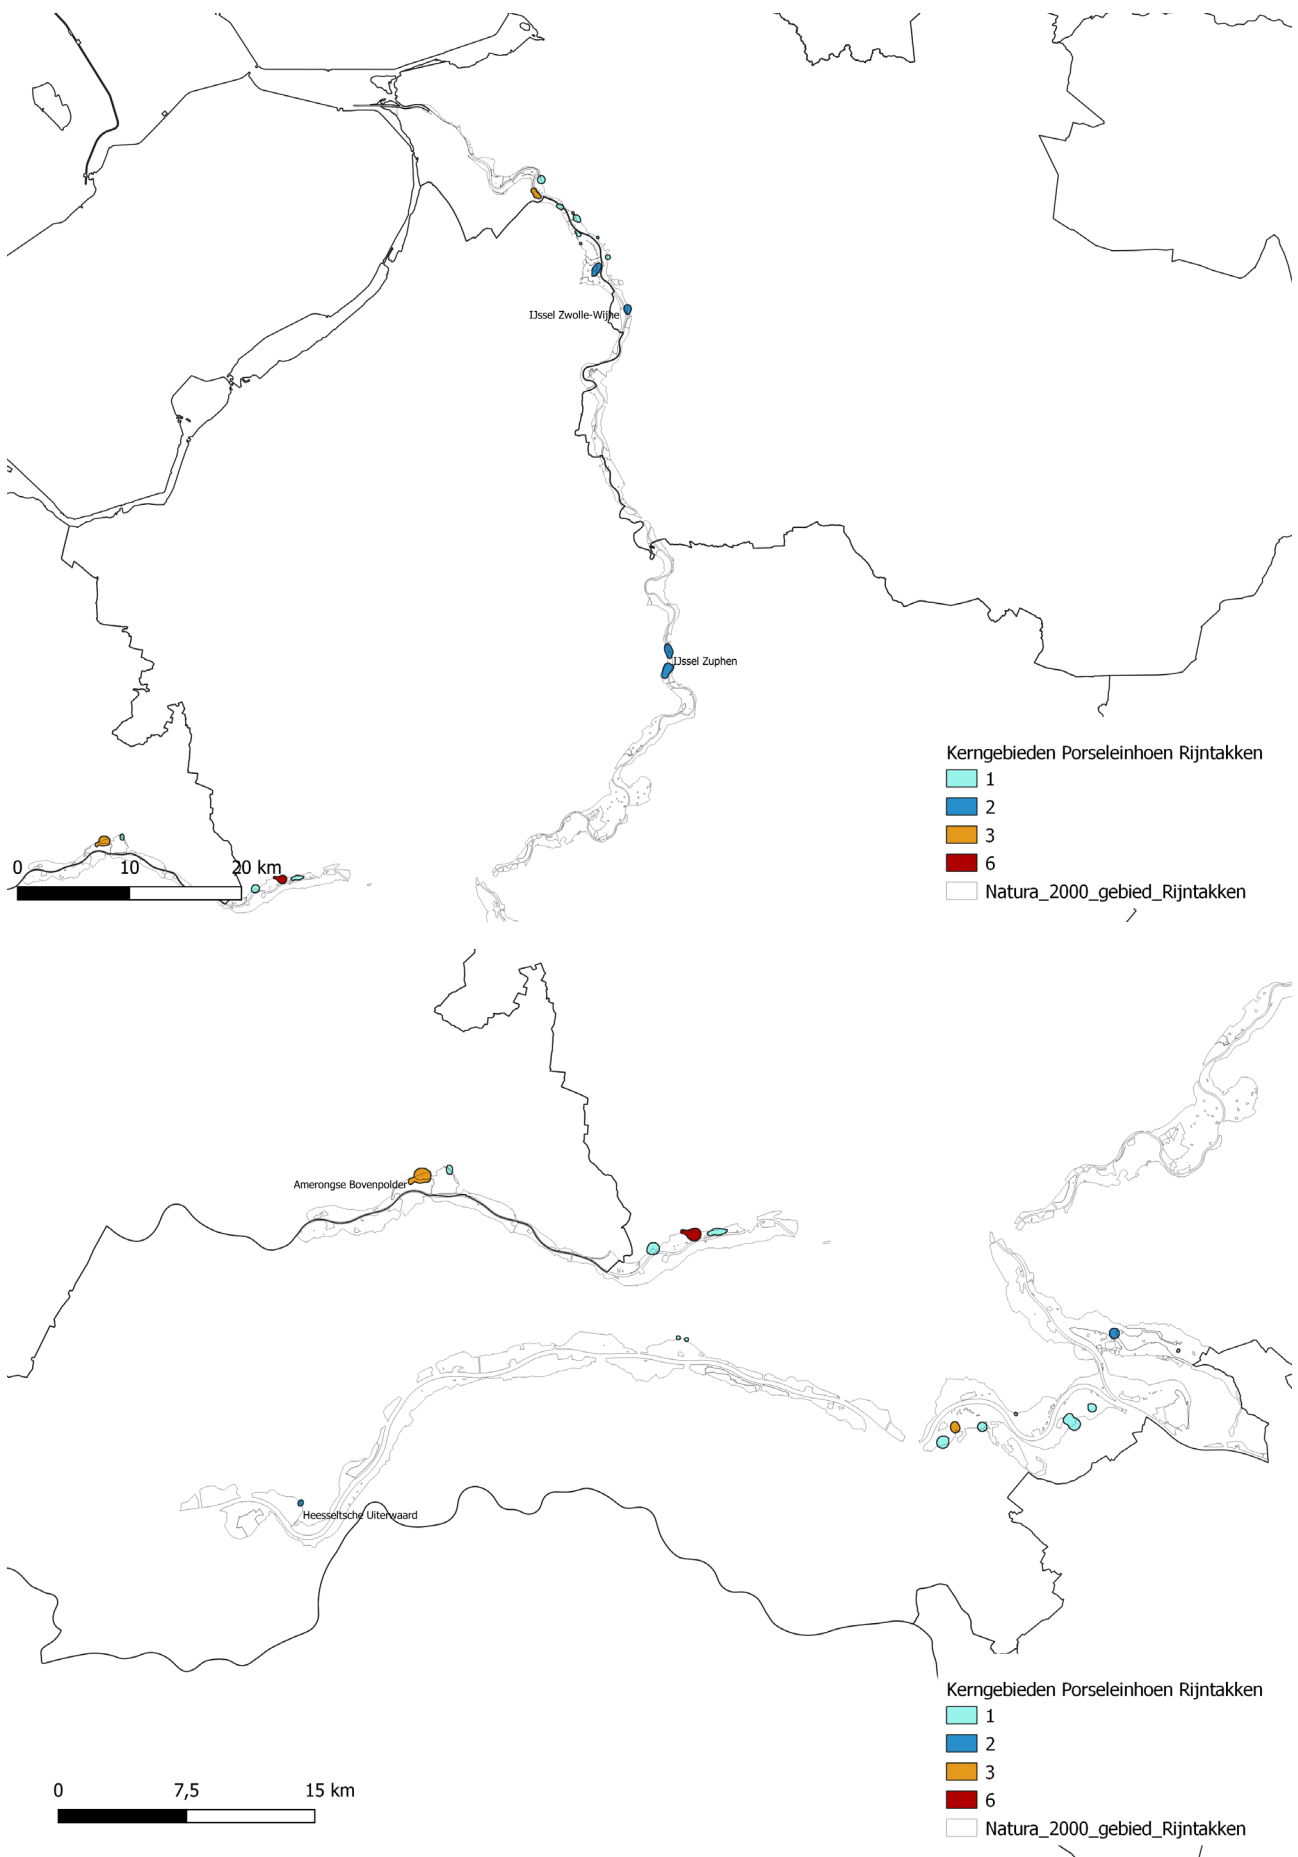 IJssel Zwolle-Wijhe
IJssel Zuphen
Kerngebieden Porseleinhoen Rijntakken
1
2
3
6
Natura_2000_gebied_Rijntakken
0 10 20 km
Amerongse Bovenpolder
Heesseltsche Uiterwaard
Kerngebieden Porseleinhoen Rijntakken
1
2
3
6
Natura_2000_gebied_Rijntakken
0 7,5 15 km